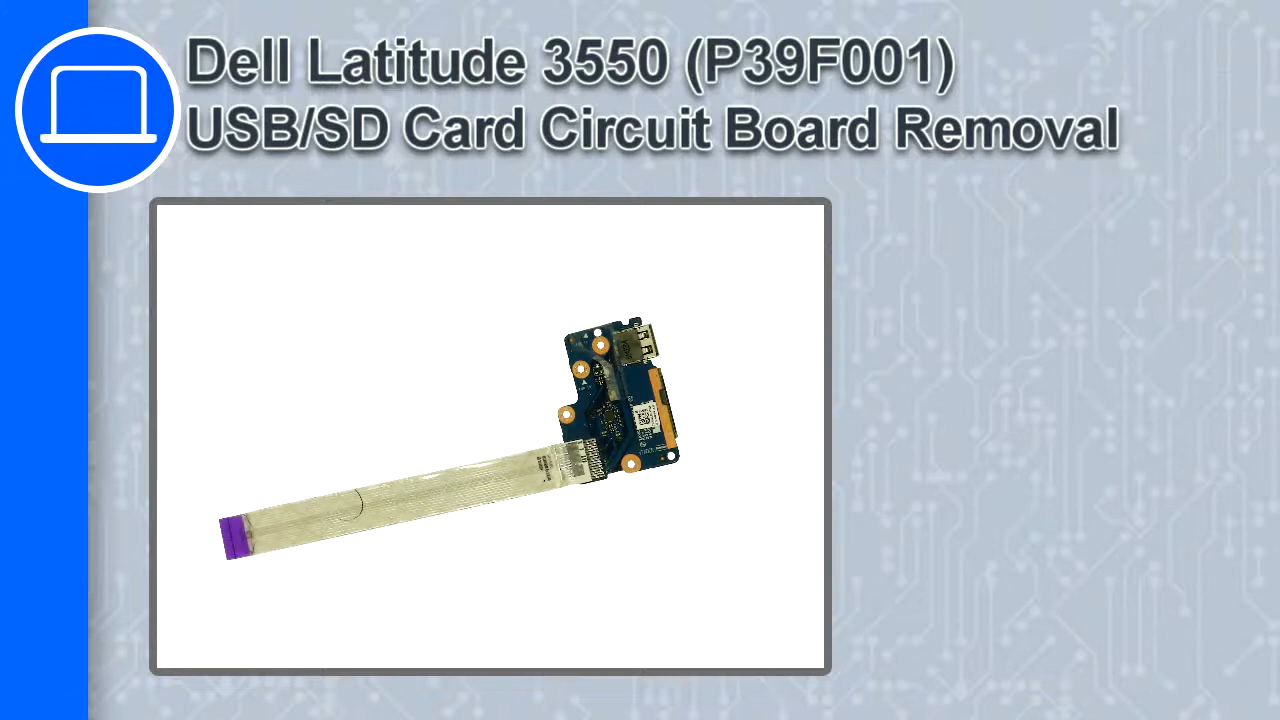 Dell Latitude 3550 (P39F001)
USB/SD Card Circuit Board Removal